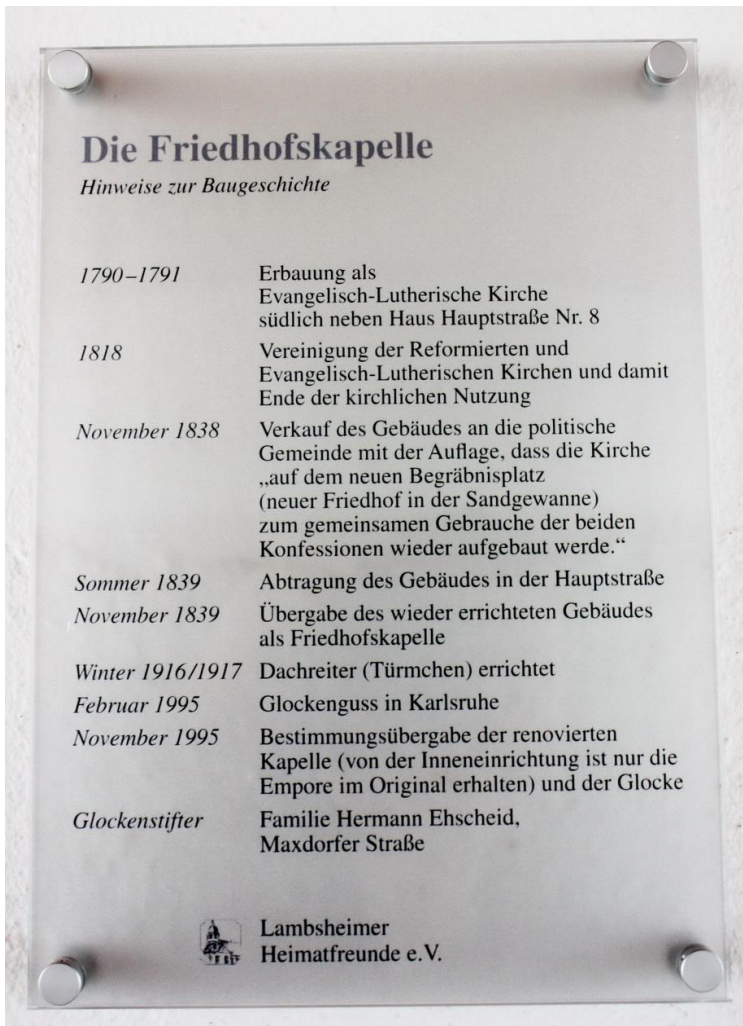 Die Friedhofskapelle
Hinweise zur Baugeschichte
1790–1791 Erbauung als
Evangelisch-Lutherische Kirche
südlich neben Haus Hauptstraße Nr. 8
1818 Vereinigung der Reformierten und
Evangelisch-Lutherischen Kirchen und damit
Ende der kirchlichen Nutzung
November 1838 Verkauf des Gebäudes an die politische
Gemeinde mit der Auflage, dass die Kirche
„auf dem neuen Begräbnisplatz
(neuer Friedhof in der Sandgewanne)
zum gemeinsamen Gebrauche der beiden
Konfessionen wieder aufgebaut werde.“
Sommer 1839 Abtragung des Gebäudes in der Hauptstraße
November 1839 Übergabe des wieder errichteten Gebäudes
als Friedhofskapelle
Winter 1916/1917 Dachreiter (Türmchen) errichtet
Februar 1995 Glockenguss in Karlsruhe
November 1995 Bestimmungsübergabe der renovierten
Kapelle (von der Inneneinrichtung ist nur die
Empore im Original erhalten) und der Glocke
Glockenstifter Familie Hermann Ehscheid,
Maxdorfer Straße
Lambsheimer
Heimatfreunde e.V.